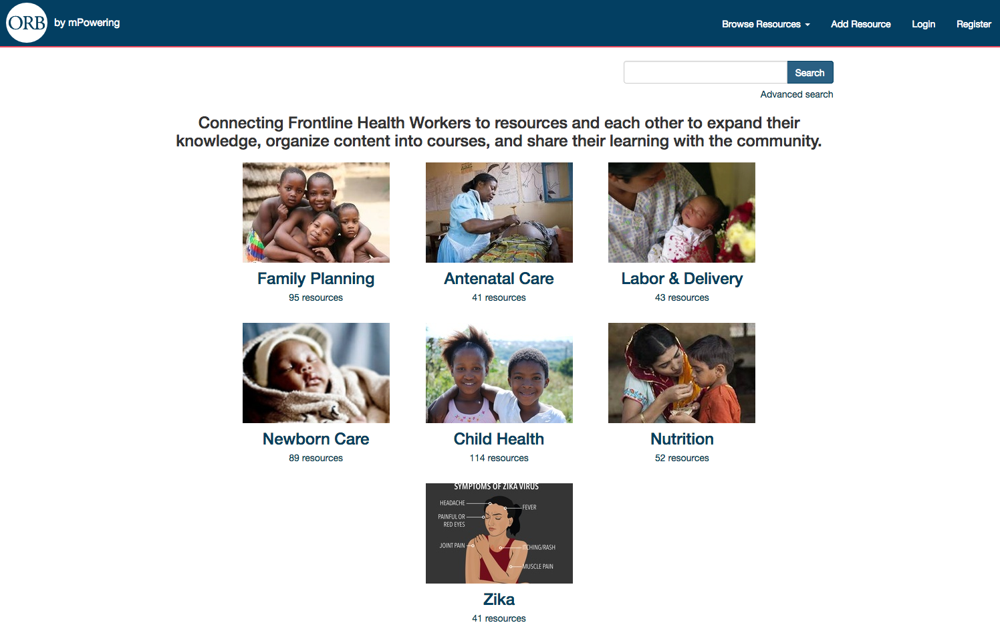 ORB by mPowering
Browse Resources Add Resource Login Register
Search
Advanced search
Connecting Frontline Health Workers to resources and each other to expand their
knowledge, organize content into courses, and share their learning with the community.
Family Planning
95 resources
Antenatal Care
41 resources
Labor & Delivery
43 resources
Newborn Care
89 resources
Child Health
114 resources
Nutrition
52 resources
SYMPTOMS OF ZIKA VIRUS
HEADACHE
FEVER
PAINFUL OR
RED EYES
JOINT PAIN
ITCHING/RASH
MUSCLE PAIN
Zika
41 resources